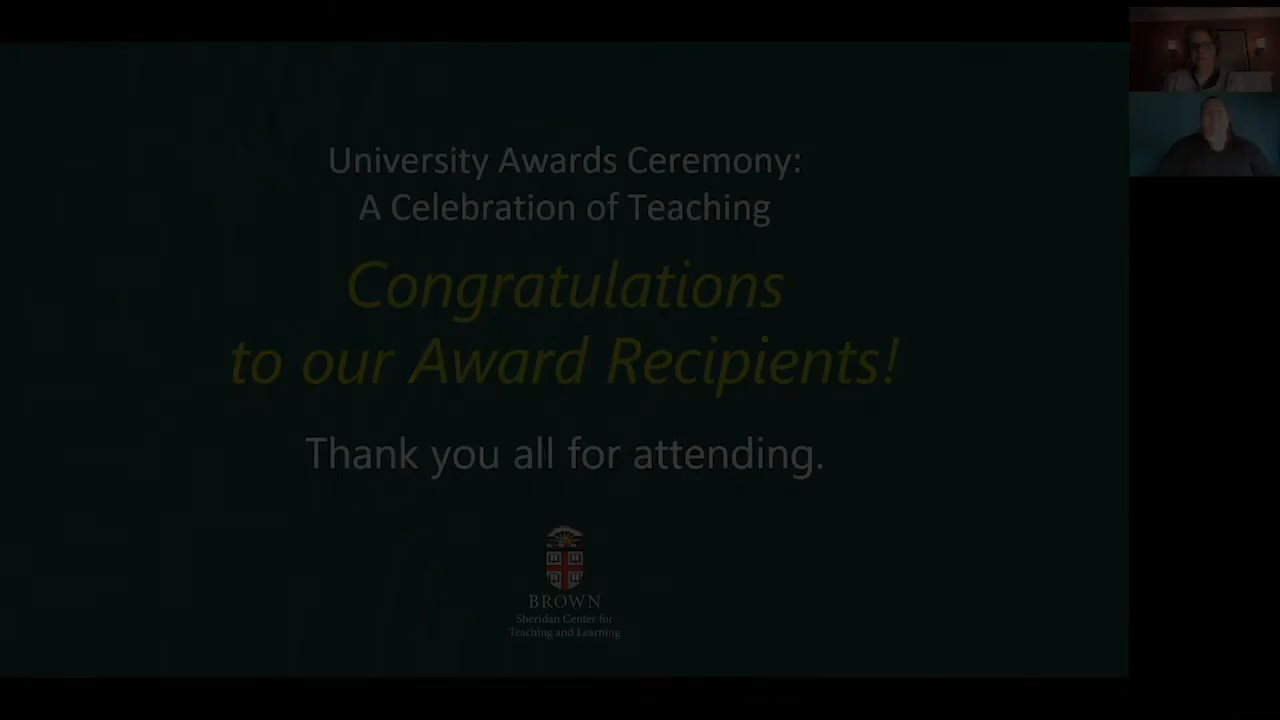 University Awards Ceremony:
A Celebration of Teaching
Congratulations
to our Award Recipients!
Thank you all for attending.
BROWN
Sheridan Center for
Teaching and Learning